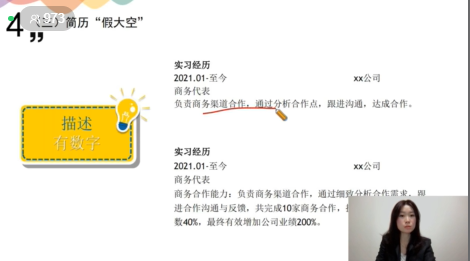 4
973
（三）简历“假大空”
实习经历
2021.01-至今 xx公司
商务代表
负责商务渠道合作，通过分析合作点，跟进沟通，达成合作。
描述
有数字
实习经历
2021.01-至今 xx公司
商务代表
商务合作能力：负责商务渠道合作，通过细致分析合作需求，跟
进合作沟通与反馈，共完成10家商务合作，
数40%，最终有效增加公司业绩200%。